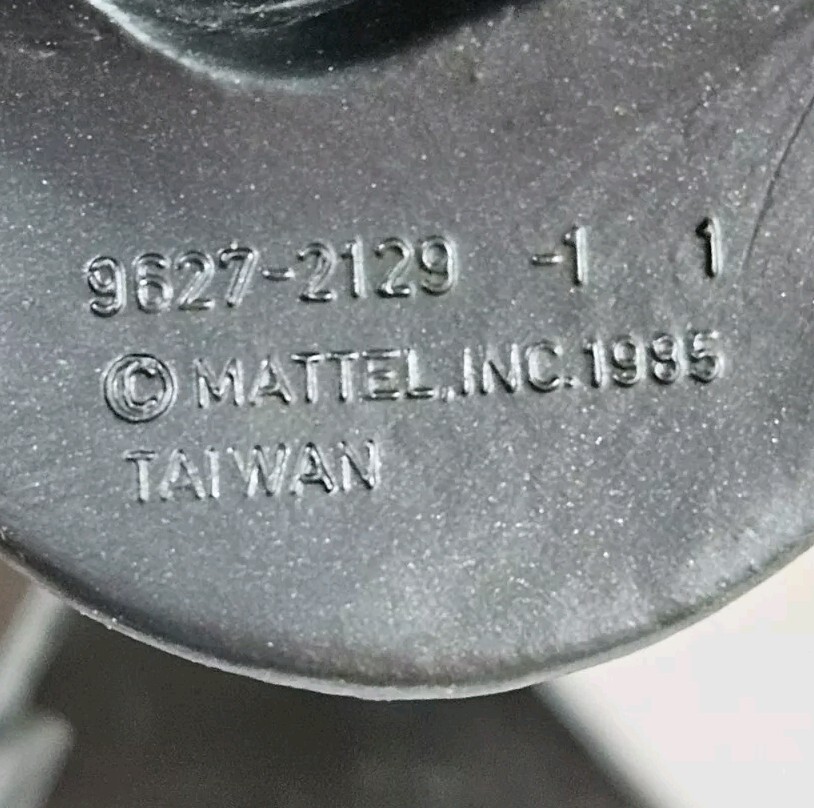 9627-2129 -1 1
© MATTEL, INC. 1985
TAIWAN